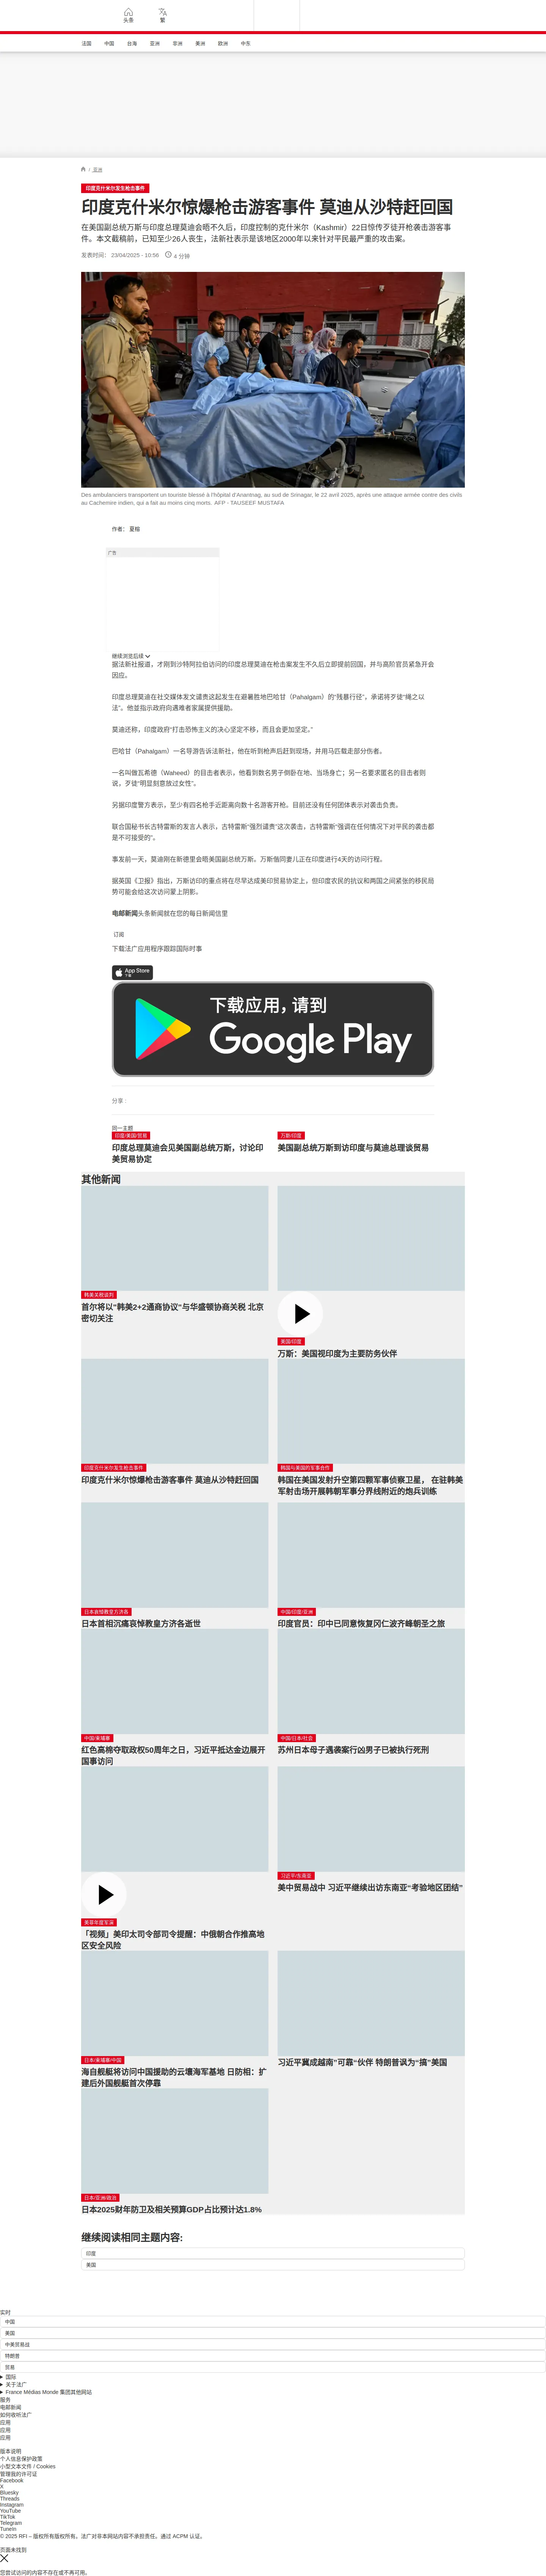 头条
繁
法国
中国
台海
亚洲
非洲
美洲
欧洲
中东
/ 亚洲
印度克什米尔发生枪击事件
印度克什米尔惊爆枪击游客事件 莫迪从沙特赶回国
在美国副总统万斯与印度总理莫迪会晤不久后，印度控制的克什米尔（Kashmir）22日惊传歹徒开枪袭击游客事
件。本文截稿前，已知至少26人丧生，法新社表示是该地区2000年以来针对平民最严重的攻击案。
发表时间： 23/04/2025 - 10:56 4 分钟
Des ambulanciers transportent un touriste blessé à l'hôpital d'Anantnag, au sud de Srinagar, le 22 avril 2025, après une attaque armée contre des civils
au Cachemire indien, qui a fait au moins cinq morts. AFP - TAUSEEF MUSTAFA
作者： 夏榕
广告
继续浏览后续
据法新社报道，才刚到沙特阿拉伯访问的印度总理莫迪在枪击案发生不久后立即提前回国，并与高阶官员紧急开会
因应。
印度总理莫迪在社交媒体发文谴责这起发生在避暑胜地巴哈甘（Pahalgam）的“残暴行径”，承诺将歹徒“绳之以
法”。他並指示政府向遇难者家属提供援助。
莫迪还称，印度政府“打击恐怖主义的决心坚定不移，而且会更加坚定。”
巴哈甘（Pahalgam）一名导游告诉法新社，他在听到枪声后赶到现场，并用马匹载走部分伤者。
一名叫做瓦希德（Waheed）的目击者表示，他看到数名男子倒卧在地、当场身亡；另一名要求匿名的目击者则
说，歹徒“明显刻意放过女性”。
另据印度警方表示，至少有四名枪手近距离向数十名游客开枪。目前还没有任何团体表示对袭击负责。
联合国秘书长古特雷斯的发言人表示，古特雷斯“强烈谴责”这次袭击，古特雷斯“强调在任何情况下对平民的袭击都
是不可接受的”。
事发前一天，莫迪刚在新德里会晤美国副总统万斯。万斯偕同妻儿正在印度进行4天的访问行程。
据英国《卫报》指出，万斯访印的重点将在尽早达成美印贸易协定上，但印度农民的抗议和两国之间紧张的移民局
势可能会给这次访问蒙上阴影。
电邮新闻头条新闻就在您的每日新闻信里
订阅
下载法广应用程序跟踪国际时事
App Store
下载
下载应用，请到
Google Play
分享 :
同一主题
印度/美国/贸易
印度总理莫迪会见美国副总统万斯，讨论印
美贸易协定
万斯/印度
美国副总统万斯到访印度与莫迪总理谈贸易
其他新闻
韩美关税谈判
首尔将以"韩美2+2通商协议"与华盛顿协商关税 北京
密切关注
美国/印度
万斯：美国视印度为主要防务伙伴
印度克什米尔发生枪击事件
印度克什米尔惊爆枪击游客事件 莫迪从沙特赶回国
韩国与美国的军事合作
韩国在美国发射升空第四颗军事侦察卫星， 在驻韩美
军射击场开展韩朝军事分界线附近的炮兵训练
日本哀悼教皇方济各
日本首相沉痛哀悼教皇方济各逝世
中国/印度/亚洲
印度官员：印中已同意恢复冈仁波齐峰朝圣之旅
中国/柬埔寨
红色高棉夺取政权50周年之日，习近平抵达金边展开
国事访问
中国/日本/社会
苏州日本母子遇袭案行凶男子已被执行死刑
美菲年度军演
「视频」美印太司令部司令提醒：中俄朝合作推高地
区安全风险
习近平/东南亚
美中贸易战中 习近平继续出访东南亚“考验地区团结”
日本/柬埔寨/中国
海自舰艇将访问中国援助的云壤海军基地 日防相：扩
建后外国舰艇首次停靠
习近平冀成越南”可靠“伙伴 特朗普讽为“搞”美国
日本/亚洲/政治
日本2025财年防卫及相关预算GDP占比预计达1.8%
继续阅读相同主题内容:
印度
美国
实时
中国
美国
中美贸易战
特朗普
贸易
国际
关于法广
France Médias Monde 集团其他网站
服务
电邮新闻
如何收听法广
应用
应用
应用
版本说明
个人信息保护政策
小型文本文件 / Cookies
管理我的许可证
Facebook
X
Bluesky
Threads
Instagram
YouTube
TikTok
Telegram
TuneIn
© 2025 RFI – 版权所有版权所有。法广对非本网站内容不承担责任。通过 ACPM 认证。
页面未找到
您尝试访问的内容不存在或不再可用。